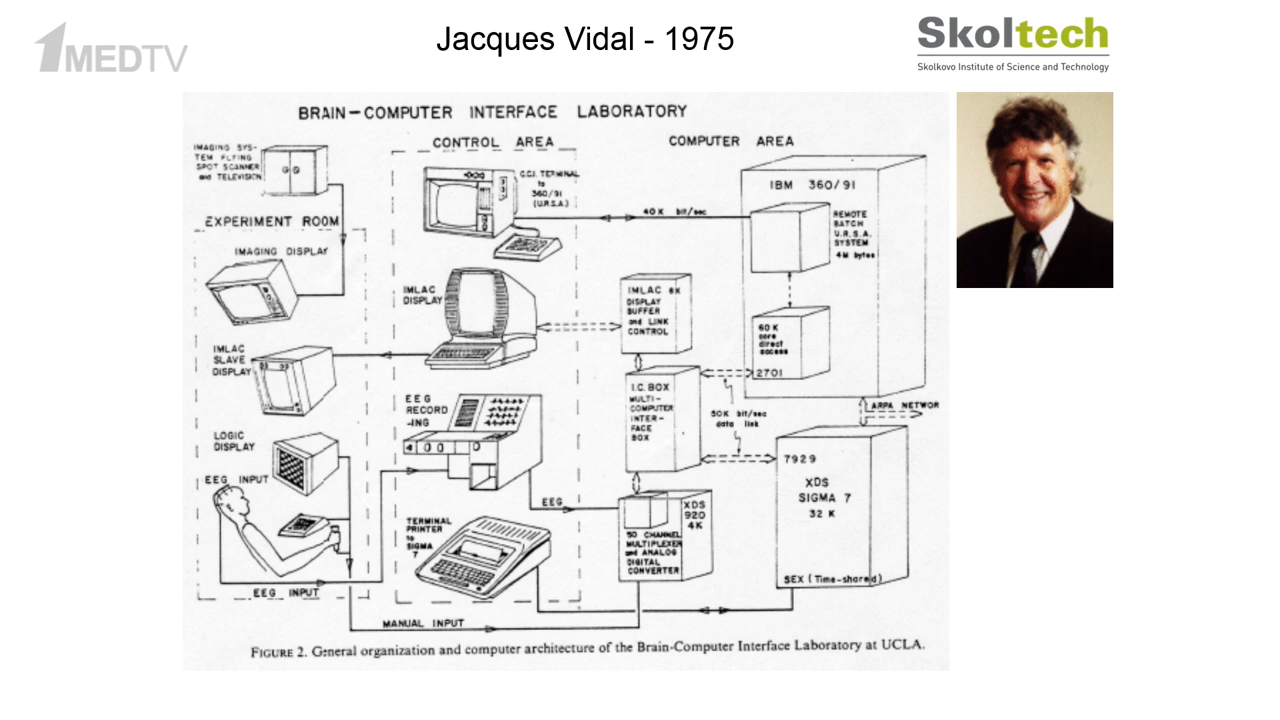 1MEDTV
Jacques Vidal - 1975
Skoltech
Skolkovo Institute of Science and Technology
BRAIN-COMPUTER INTERFACE LABORATORY
IMAGING SYS-
TEM FLYING
SPOT SCANNER
and TELEVISION
CONTROL AREA
COMPUTER AREA
C.C.I. TERMINAL
to
360/91
(U.R.S.A.)
40K bit/sec
IBM 360/91
REMOTE
BATCH
U.R.S.A.
SYSTEM
4M bytes
EXPERIMENT ROOM
IMAGING DISPLAY
IMLAC
DISPLAY
IMLAC 8K
DISPLAY
BUFFER
and LINK
CONTROL
60 K
core
direct
access
2701
IMLAC
SLAVE
DISPLAY
I.C. BOX
MULTI-
COMPUTER
INTER-
FACE
BOX
50K bit/sec
data link
ARPA NETWOR
EEG
RECORD
-ING
LOGIC
DISPLAY
7929
XDS
SIGMA 7
32 K
EEG INPUT
EEG
XDS
920
4K
TERMINAL
PRINTER
to
SIGMA
7
50 CHANNEL
MULTIPLEXER
and ANALOG
DIGITAL
CONVERTER
SEX (Time-shared)
EEG INPUT
MANUAL INPUT
FIGURE 2. General organization and computer architecture of the Brain-Computer Interface Laboratory at UCLA.